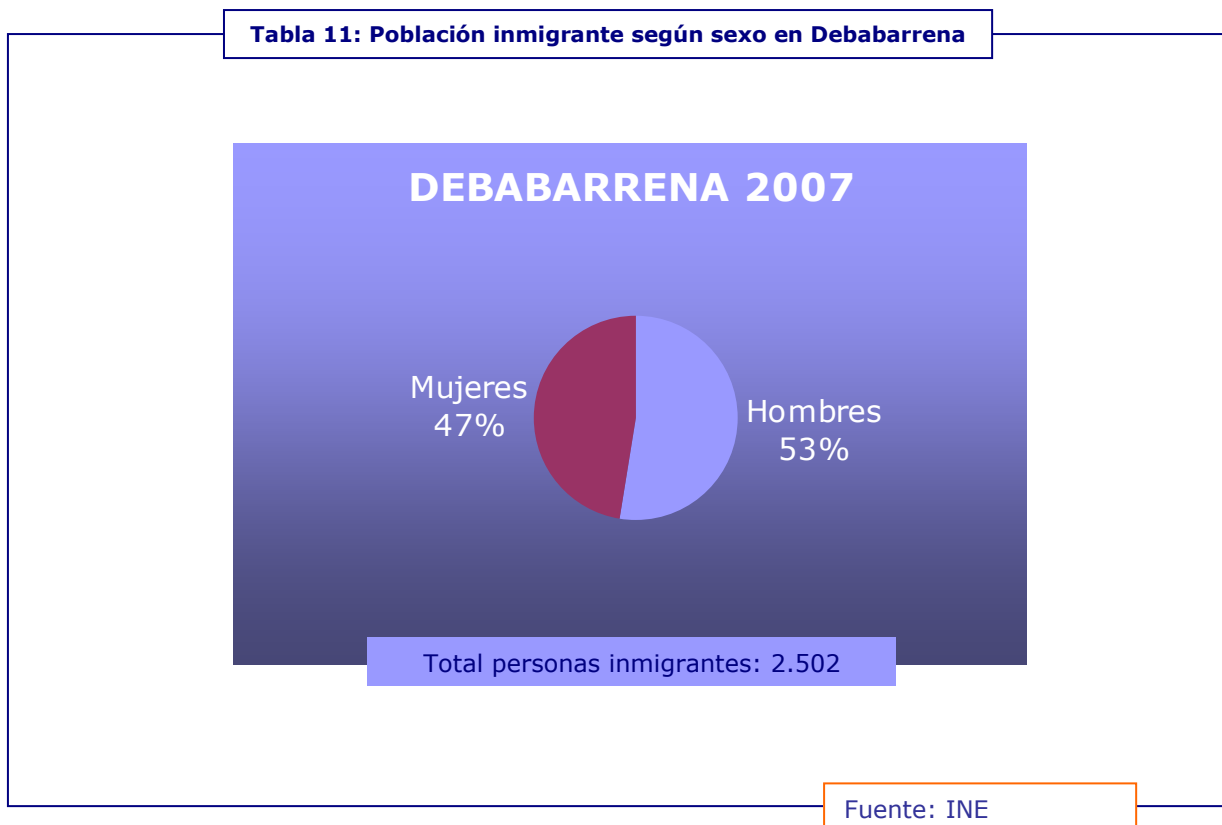 Tabla 11: Población inmigrante según sexo en Debabarrena
DEBABARRENA 2007
Mujeres
47%
Hombres
53%
Total personas inmigrantes: 2.502
Fuente: INE